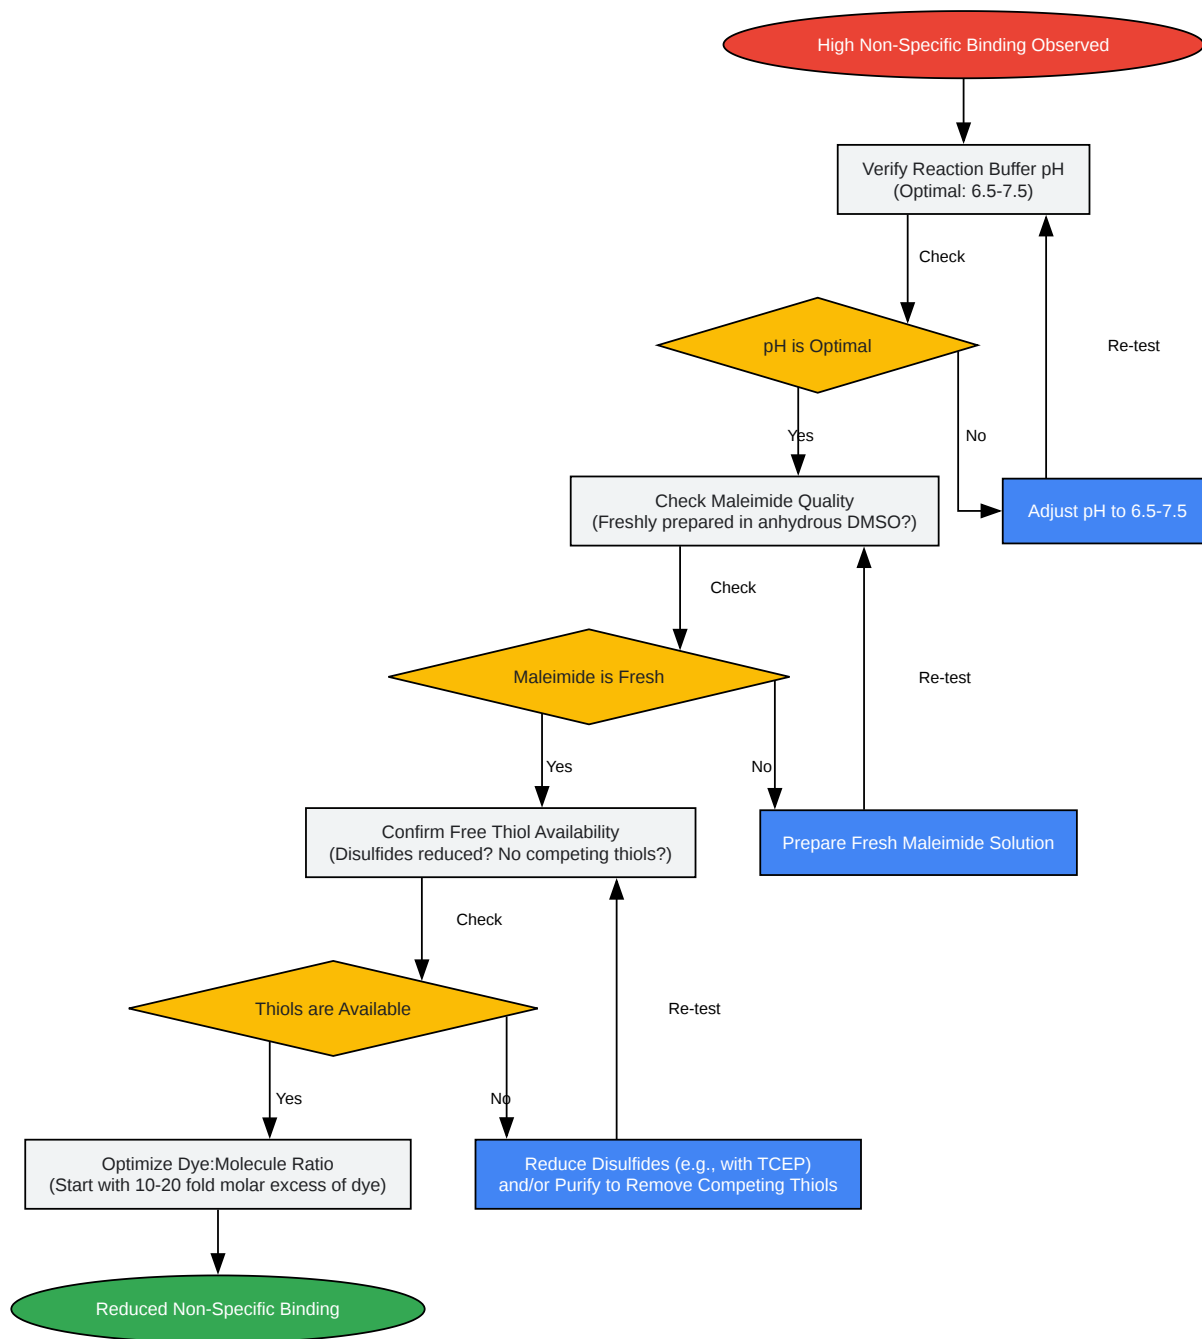 High Non-Specific Binding Observed
Verify Reaction Buffer pH
(Optimal: 6.5-7.5)
Check
pH is Optimal
Re-test
Yes
No
Check Maleimide Quality
(Freshly prepared in anhydrous DMSO?)
Adjust pH to 6.5-7.5
Check
Maleimide is Fresh
Re-test
Yes
No
Confirm Free Thiol Availability
(Disulfides reduced? No competing thiols?)
Prepare Fresh Maleimide Solution
Check
Thiols are Available
Re-test
Yes
No
Optimize Dye:Molecule Ratio
(Start with 10-20 fold molar excess of dye)
Reduce Disulfides (e.g., with TCEP)
and/or Purify to Remove Competing Thiols
Reduced Non-Specific Binding